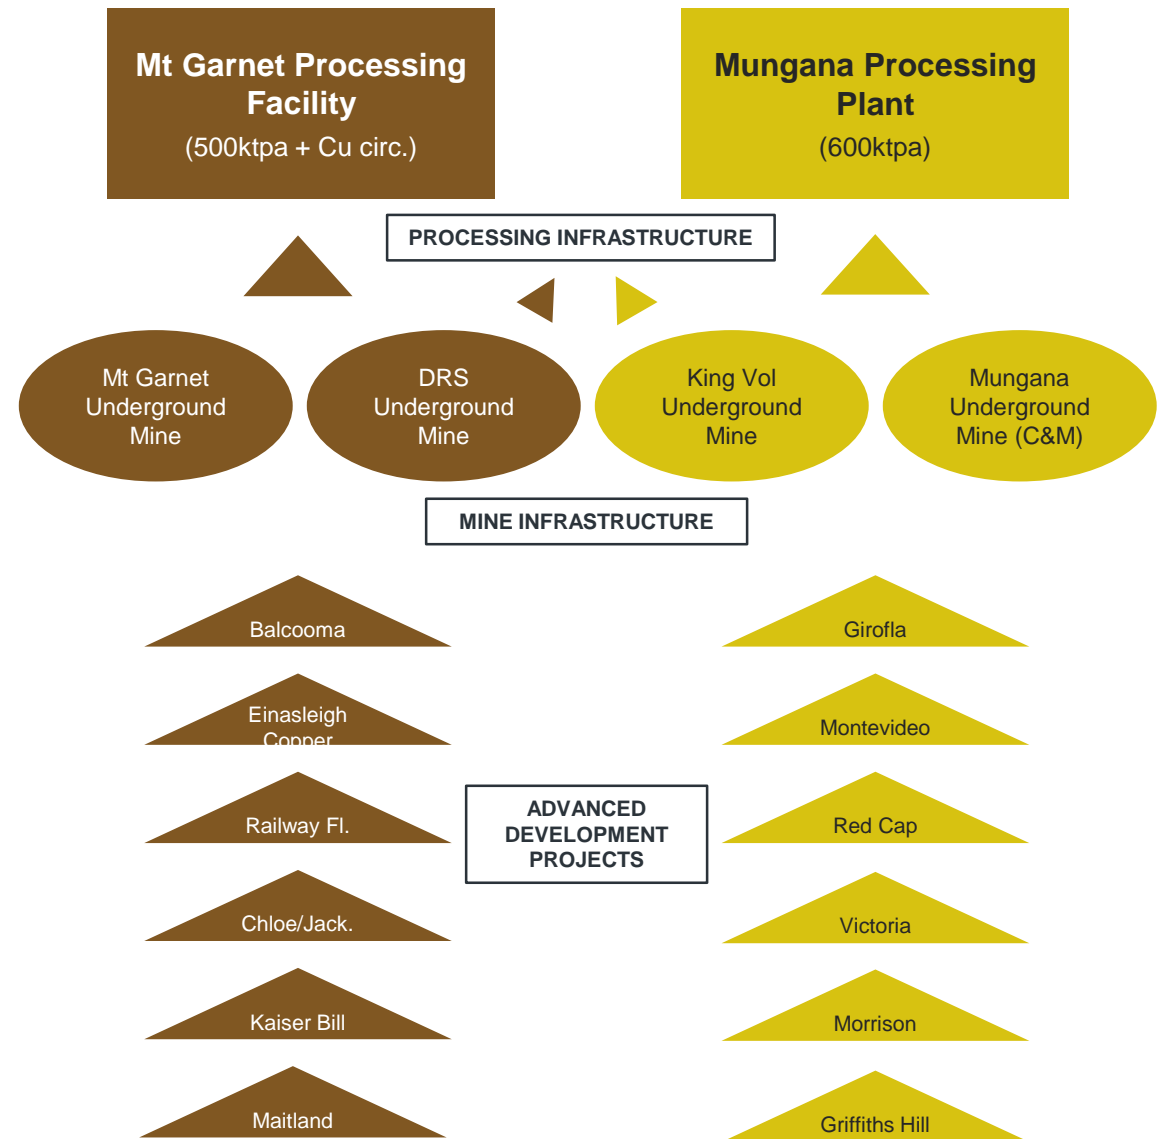 Mt Garnet Processing
Facility
(500ktpa + Cu circ.)
Mungana Processing
Plant
(600ktpa)
PROCESSING INFRASTRUCTURE
Mt Garnet
Underground
Mine
DRS
Underground
Mine
King Vol
Underground
Mine
Mungana
Underground
Mine (C&M)
MINE INFRASTRUCTURE
Balcooma
Girofla
Einasleigh
Copper
Montevideo
ADVANCED
DEVELOPMENT
PROJECTS
Railway Fl.
Red Cap
Chloe/Jack.
Victoria
Kaiser Bill
Morrison
Maitland
Griffiths Hill